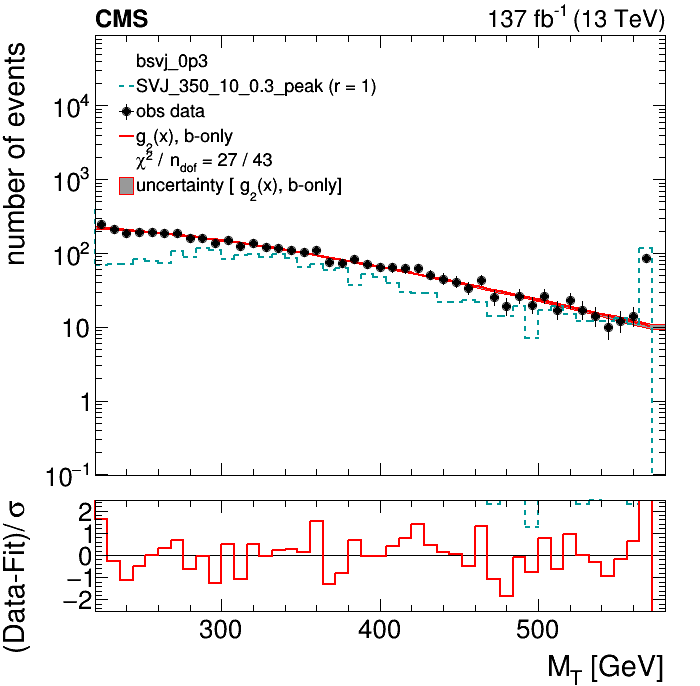 CMS 137 fb⁻¹ (13 TeV)
bsvj_0p3
SVJ_350_10_0.3_peak (r = 1)
obs data
g₂(x), b-only
χ² / n_dof = 27 / 43
uncertainty [ g₂(x), b-only]
number of events
10⁴
10³
10²
10
1
10⁻¹
(Data-Fit)/σ
2
1
0
−1
−2
300 400 500
M_T [GeV]